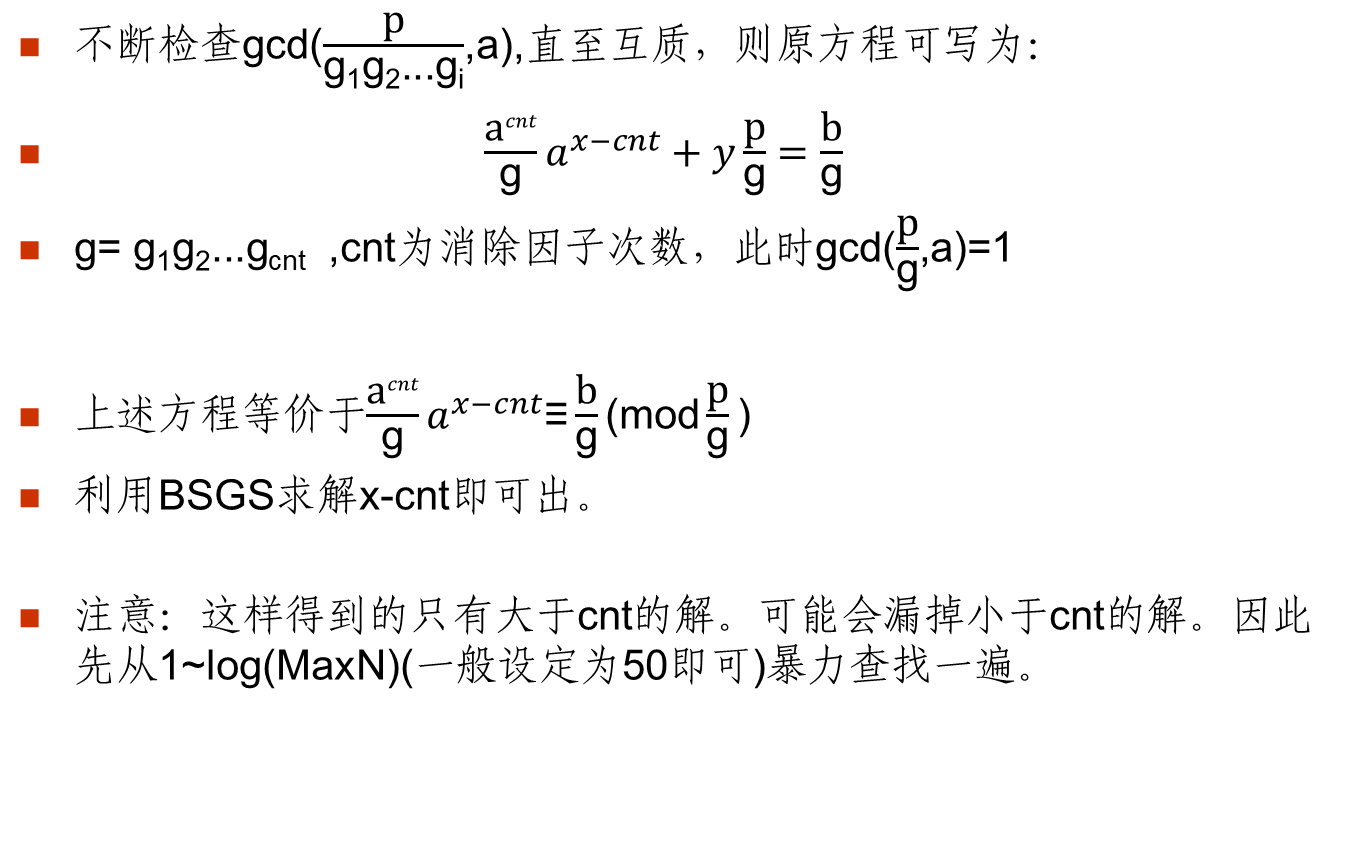 不断检查gcd(p/(g₁g₂...gᵢ),a),直至互质，则原方程可写为：
a^cnt/g a^(x−cnt) + y p/g = b/g
g= g₁g₂...g_cnt ,cnt为消除因子次数，此时gcd(p/g,a)=1
上述方程等价于a^cnt/g a^(x−cnt)≡b/g(mod p/g)
利用BSGS求解x-cnt即可出。
注意：这样得到的只有大于cnt的解。可能会漏掉小于cnt的解。因此
先从1~log(MaxN)(一般设定为50即可)暴力查找一遍。